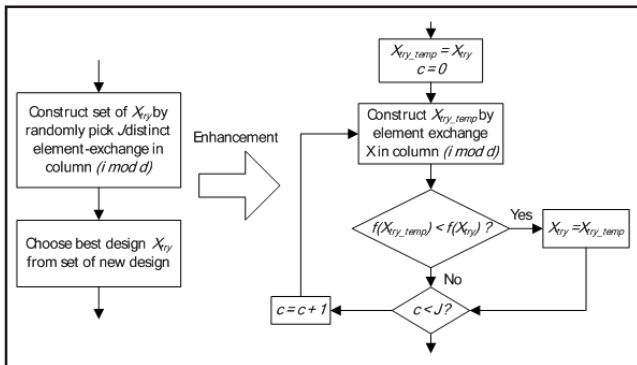 Construct set of Xtry by
randomly pick J/distinct
element-exchange in
column (i mod d)
Choose best design Xtry
from set of new design
Enhancement
Xtry_temp = Xtry
c=0
Construct Xtry_temp by
element exchange
X in column (i mod d)
f(Xtry_temp) < f(Xtry) ?
Yes
Xtry =Xtry_temp
No
c < J?
c = c + 1